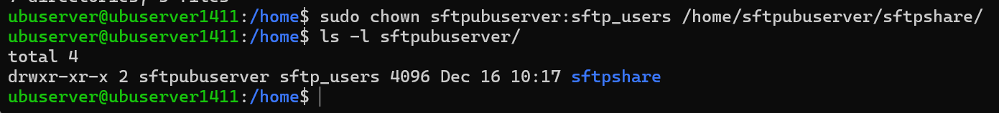 ubuserver@ubuserver1411:/home$ sudo chown sftpubuserver:sftp_users /home/sftpubuserver/sftpshare/
ubuserver@ubuserver1411:/home$ ls -l sftpubuserver/
total 4
drwxr-xr-x 2 sftpubuserver sftp_users 4096 Dec 16 10:17 sftpshare
ubuserver@ubuserver1411:/home$